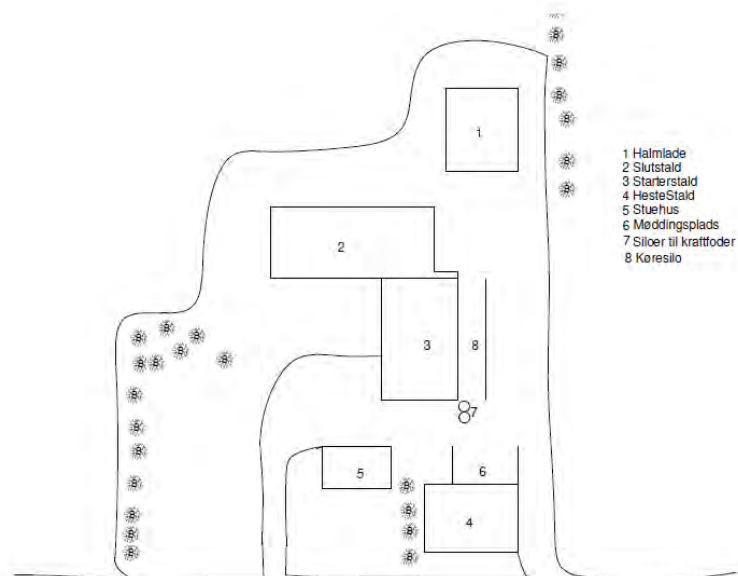 1
1 Halmlade
2 Slutstald
3 Starterstald
4 HesteStald
5 Stuehus
6 Møddingsplads
7 Siloer til kraftfoder
8 Køresilo
2
3
8
7
5
6
4